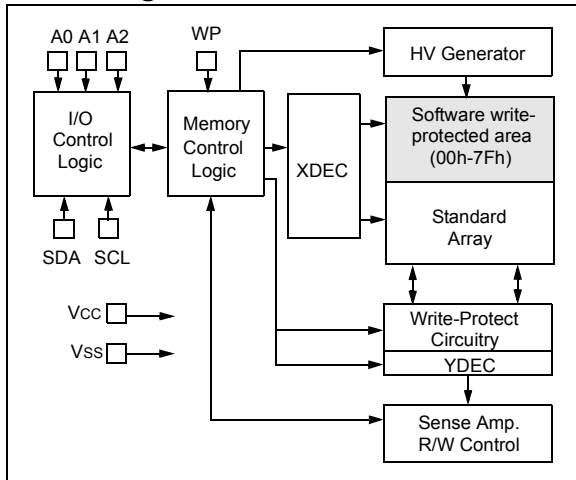 A0 A1 A2
WP
HV Generator
I/O
Control
Logic
Memory
Control
Logic
XDEC
Software write-
protected area
(00h-7Fh)
Standard
Array
SDA SCL
VCC
VSS
Write-Protect
Circuitry
YDEC
Sense Amp.
R/W Control